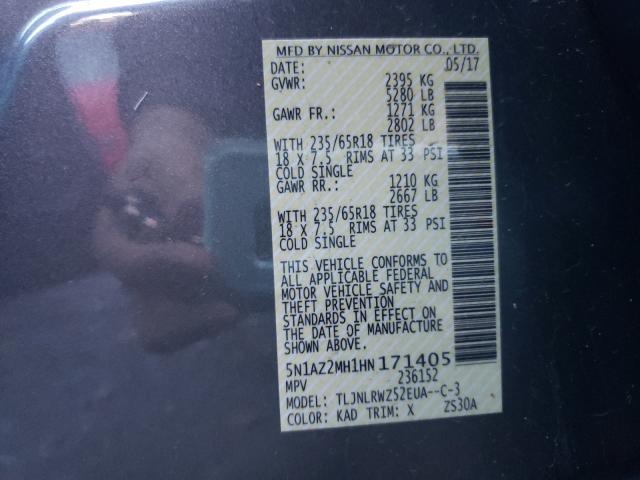 MFD BY NISSAN MOTOR CO., LTD.
DATE: 05/17
GVWR: 2395 KG
5280 LB
GAWR FR.: 1271 KG
2802 LB
WITH 235/65R18 TIRES
18 X 7.5 RIMS AT 33 PSI
COLD SINGLE
GAWR RR.: 1210 KG
2667 LB
WITH 235/65R18 TIRES
18 X 7.5 RIMS AT 33 PSI
COLD SINGLE
THIS VEHICLE CONFORMS TO
ALL APPLICABLE FEDERAL
MOTOR VEHICLE SAFETY AND
THEFT PREVENTION
STANDARDS IN EFFECT ON
THE DATE OF MANUFACTURE
SHOWN ABOVE.
5N1AZ2MH1HN171405
MPV 236152
MODEL: TLJNLRWZ52EUA--C-3
COLOR: KAD TRIM: X ZS30A